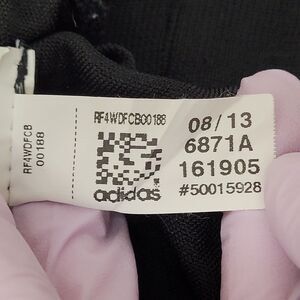 RF4WDFCB
00188
RF4WDFCB00188
adidas
08/13
6871A
161905
#50015928